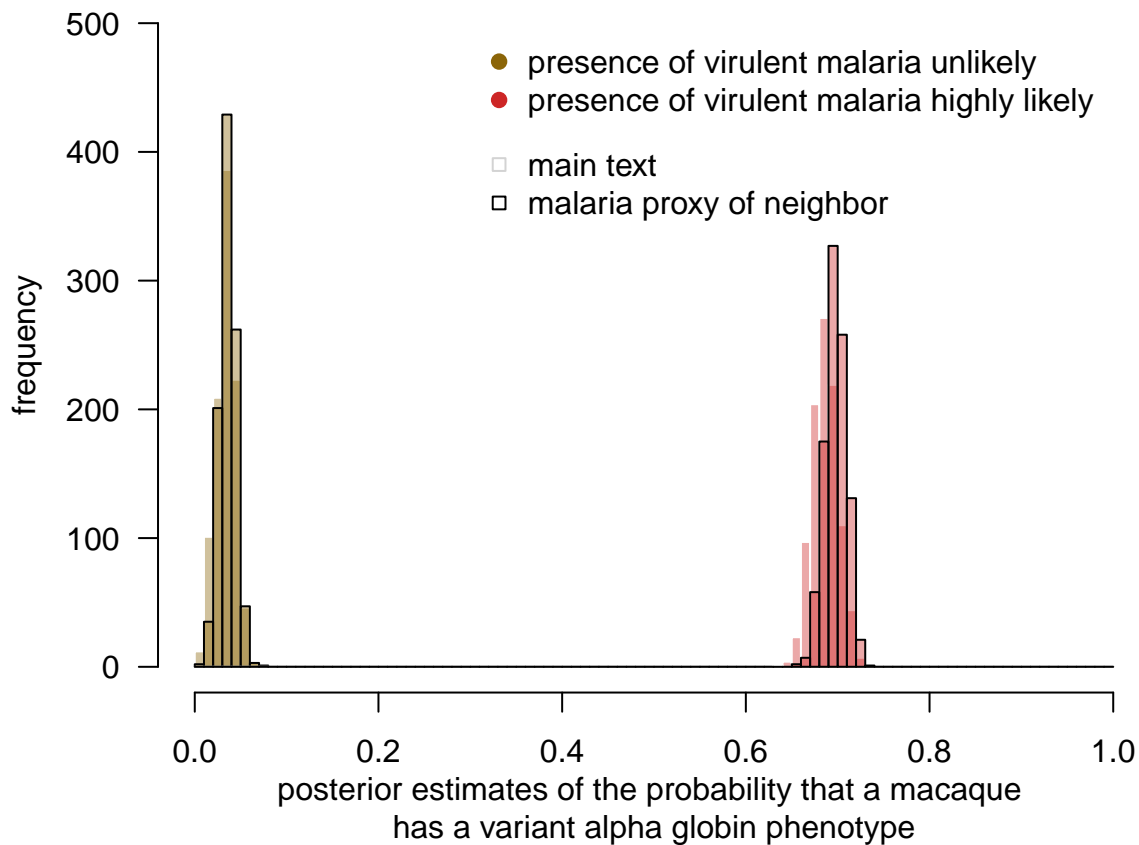 500
400
300
200
100
0
frequency
presence of virulent malaria unlikely
presence of virulent malaria highly likely
main text
malaria proxy of neighbor
0.0 0.2 0.4 0.6 0.8 1.0
posterior estimates of the probability that a macaque
has a variant alpha globin phenotype